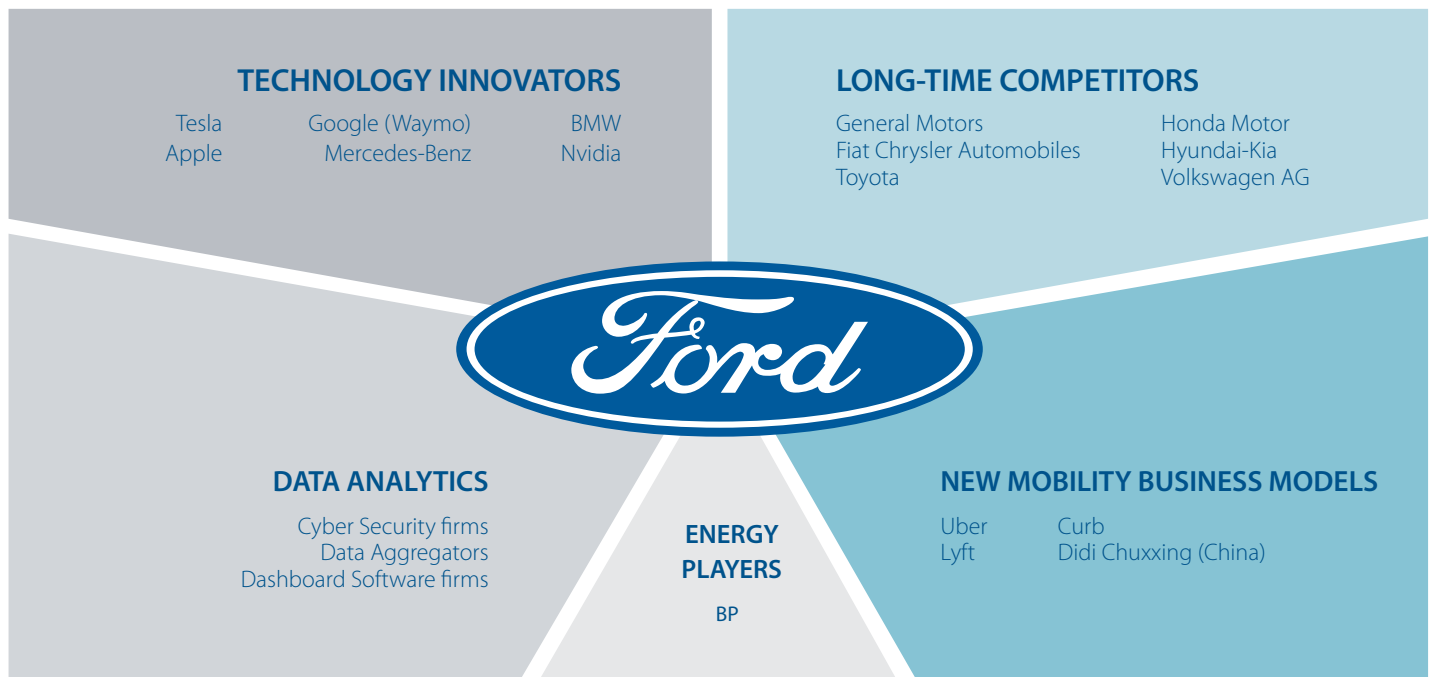 TECHNOLOGY INNOVATORS
Tesla Google (Waymo) BMW
Apple Mercedes-Benz Nvidia
LONG-TIME COMPETITORS
General Motors Honda Motor
Fiat Chrysler Automobiles Hyundai-Kia
Toyota Volkswagen AG
Ford
DATA ANALYTICS
Cyber Security firms
Data Aggregators
Dashboard Software firms
ENERGY
PLAYERS
BP
NEW MOBILITY BUSINESS MODELS
Uber Curb
Lyft Didi Chuxxing (China)